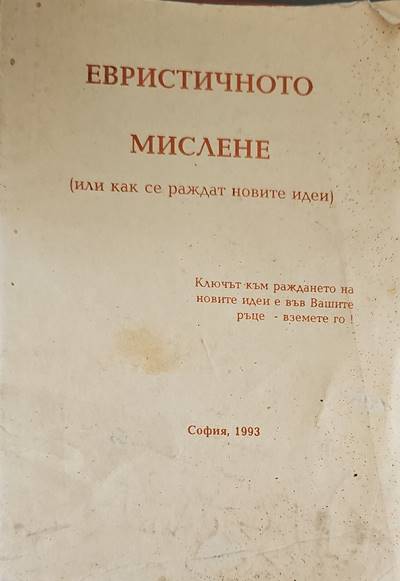 ЕВРИСТИЧНОТО
МИСЛЕНЕ
(или как се раждат новите идеи)
Ключът към раждането на
новите идеи е във Вашите
ръце - вземете го !
София, 1993